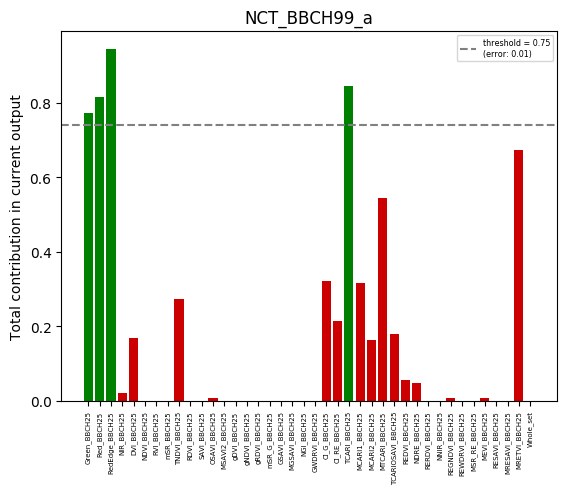 NCT_BBCH99_a
threshold = 0.75
(error: 0.01)
Total contribution in current output
0.8
0.6
0.4
0.2
0.0
Green_BBCH25
Red_BBCH25
RedEdge_BBCH25
NIR_BBCH25
DVI_BBCH25
NDVI_BBCH25
RVI_BBCH25
mSR_BBCH25
TNDVI_BBCH25
RDVI_BBCH25
SAVI_BBCH25
OSAVI_BBCH25
MSAVI2_BBCH25
gDVI_BBCH25
gNDVI_BBCH25
gRDVI_BBCH25
mSR_G_BBCH25
GSAVI_BBCH25
MGSAVI_BBCH25
NGI_BBCH25
GWDRVI_BBCH25
CI_G_BBCH25
CI_RE_BBCH25
TCARI_BBCH25
MCARI1_BBCH25
MCARI2_BBCH25
MTCARI_BBCH25
TCARIOSAVI_BBCH25
REDVI_BBCH25
NDRE_BBCH25
RERDVI_BBCH25
NNIR_BBCH25
REGNDVI_BBCH25
REWDRVI_BBCH25
MSR_RE_BBCH25
MEVI_BBCH25
RESAVI_BBCH25
MRESAVI_BBCH25
MRETVI_BBCH25
Whole_set